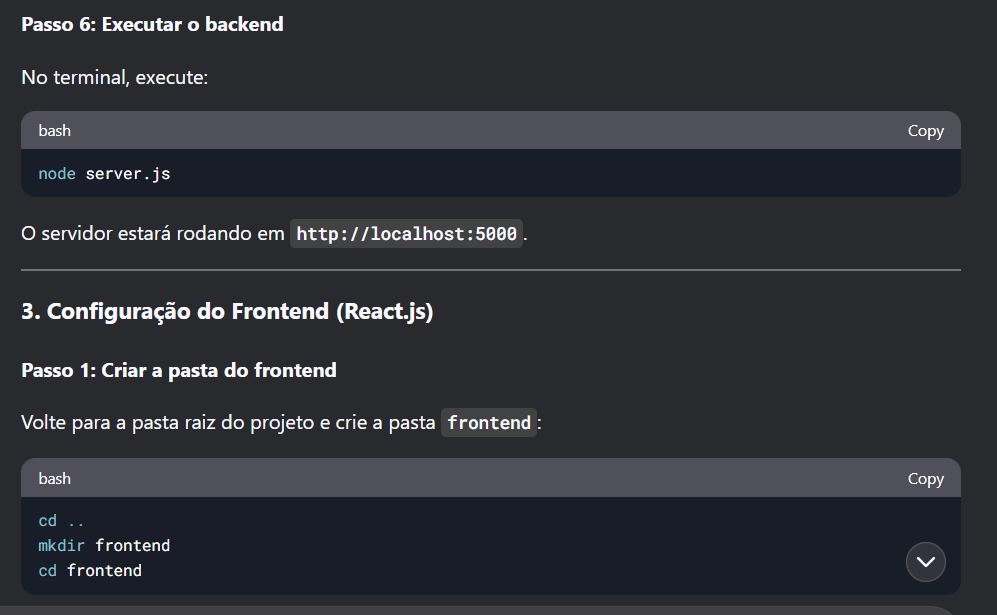 Passo 6: Executar o backend
No terminal, execute:
bash Copy
node server.js
O servidor estará rodando em http://localhost:5000.
3. Configuração do Frontend (React.js)
Passo 1: Criar a pasta do frontend
Volte para a pasta raiz do projeto e crie a pasta frontend:
bash Copy
cd ..
mkdir frontend
cd frontend